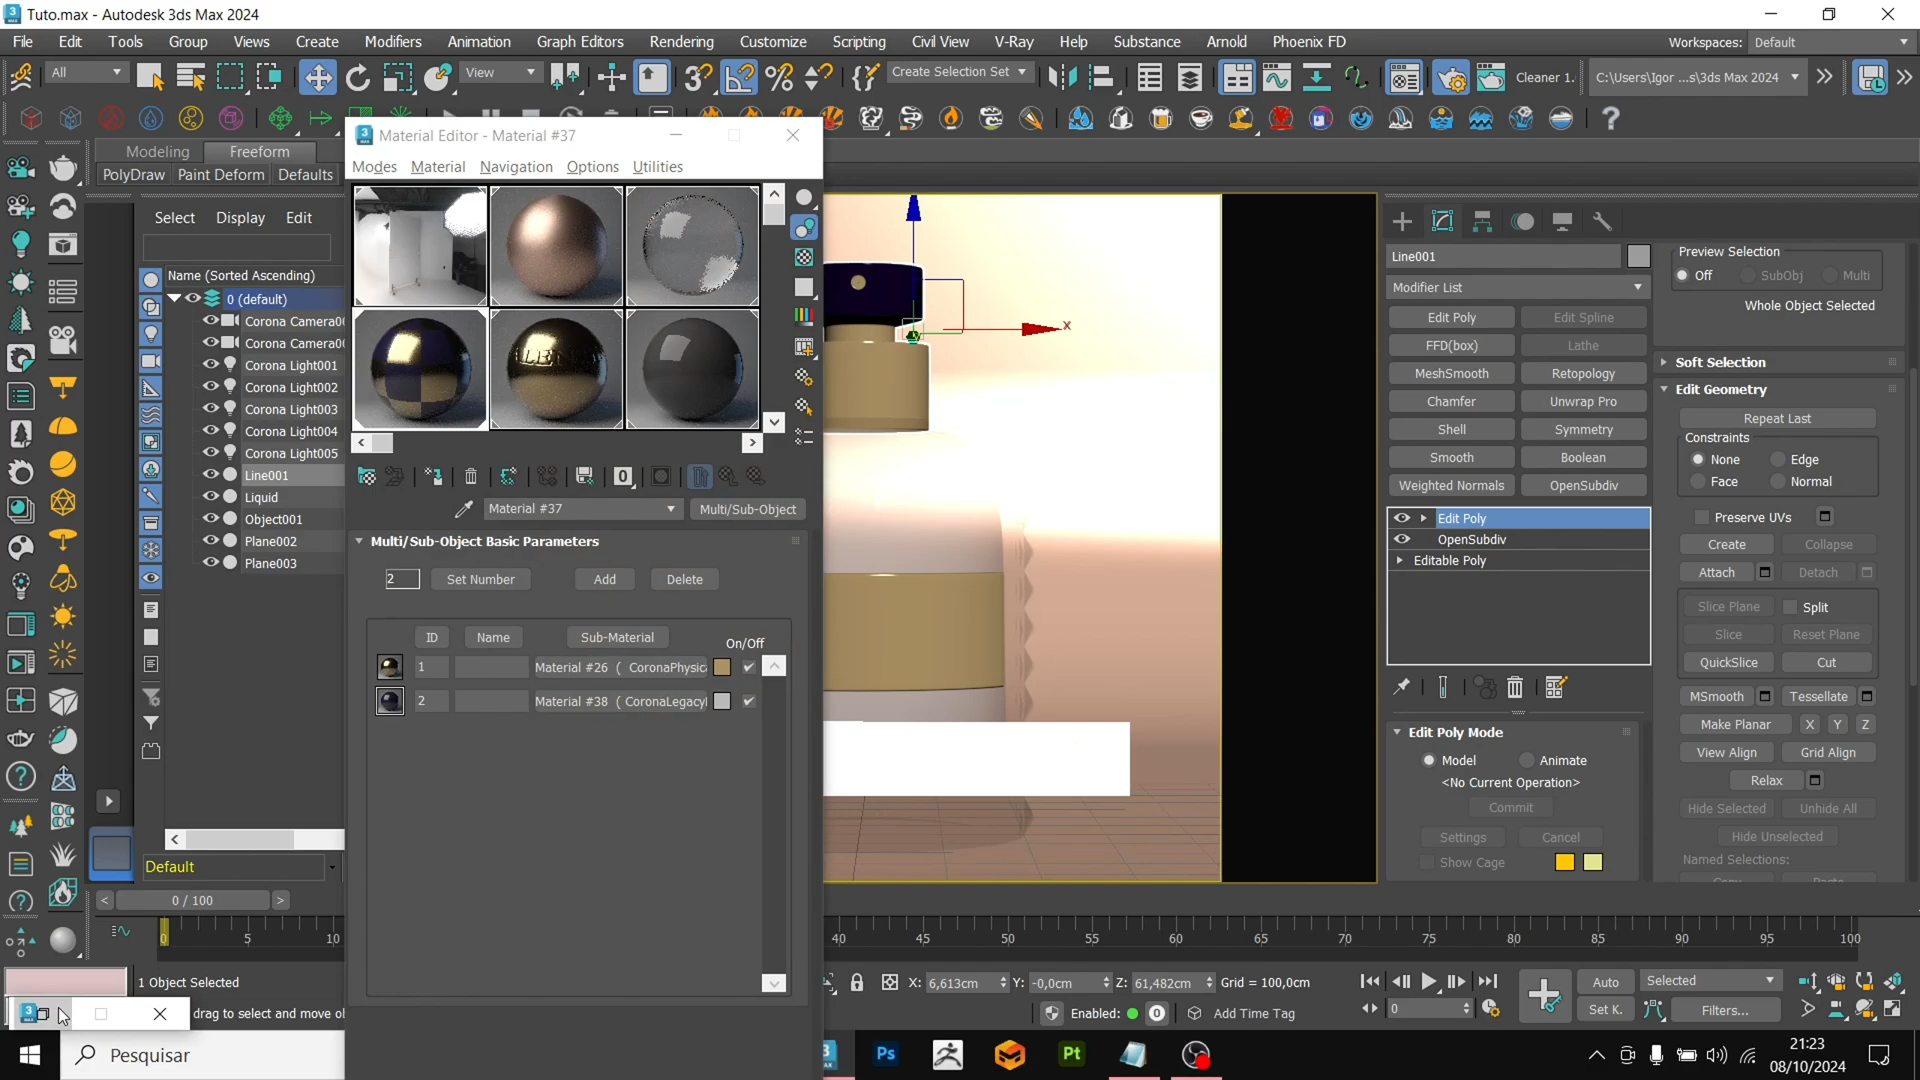 Tuto.max - Autodesk 3ds Max 2024
File Edit Tools Group Views Create Modifiers Animation Graph Editors Rendering Customize Scripting Civil View V-Ray Help Substance Arnold Phoenix FD
Workspaces: Default
All
View
Create Selection Set
Cleaner 1.
C:\Users\Igor ...s\3ds Max 2024
Modeling Freeform
PolyDraw Paint Deform Defaults
Select Display Edit
Name (Sorted Ascending)
0 (default)
Corona Camera0
Corona Camera0
Corona Light001
Corona Light002
Corona Light003
Corona Light004
Corona Light005
Line001
Liquid
Object001
Plane002
Plane003
Default
0 / 100
Material Editor - Material #37
Modes Material Navigation Options Utilities
0
Material #37
Multi/Sub-Object
Multi/Sub-Object Basic Parameters
2 Set Number Add Delete
ID Name Sub-Material On/Off
1 Material #26 ( CoronaPhysic
2 Material #38 ( CoronaLegacy
x
Line001
Modifier List
Edit Poly Edit Spline
FFD(box) Lathe
MeshSmooth Retopology
Chamfer Unwrap Pro
Shell Symmetry
Smooth Boolean
Weighted Normals OpenSubdiv
Edit Poly
OpenSubdiv
Editable Poly
Edit Poly Mode
Model Animate
<No Current Operation>
Commit
Settings Cancel
Show Cage
Preview Selection
Off SubObj Multi
Whole Object Selected
Soft Selection
Edit Geometry
Repeat Last
Constraints
None Edge
Face Normal
Preserve UVs
Create Collapse
Attach Detach
Slice Plane Split
Slice Reset Plane
QuickSlice Cut
MSmooth Tessellate
Make Planar X Y Z
View Align Grid Align
Relax
Hide Selected Unhide All
Hide Unselected
Named Selections:
0 5 10 40 45 50 55 60 65 70 75 80 85 90 95 100
1 Object Selected
drag to select and move o
X: 6,613cm Y: -0,0cm Z: 61,482cm Grid = 100,0cm
Enabled: 0 Add Time Tag
Auto Selected
Set K. Filters...
0
Pesquisar
Ps
Pt
21:23
08/10/2024